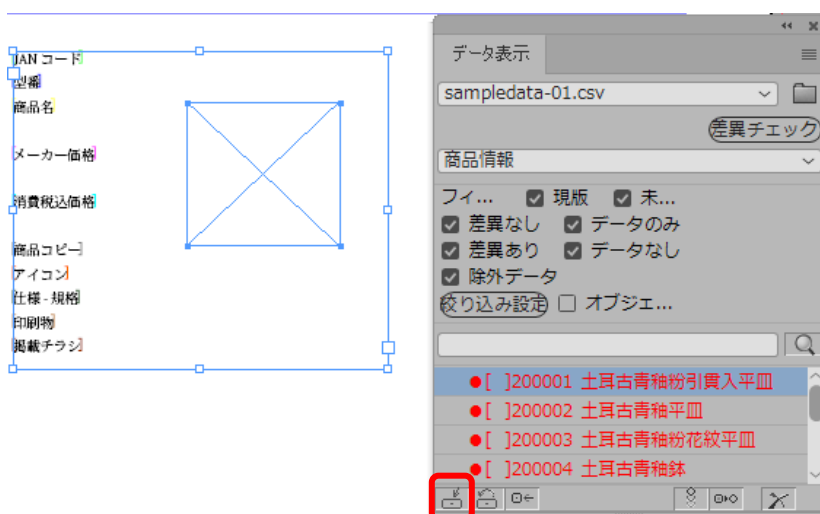 JANコード
型番
商品名
メーカー価格
消費税込価格
商品コピー
アイコン
仕様-規格
印刷物
掲載チラシ
データ表示
sampledata-01.csv
差異チェック
商品情報
フィ... 現版 未...
差異なし データのみ
差異あり データなし
除外データ
絞り込み設定 オブジェ...
●[ ]200001 土耳古青釉粉引貫入平皿
●[ ]200002 土耳古青釉平皿
●[ ]200003 土耳古青釉粉花紋平皿
●[ ]200004 土耳古青釉鉢